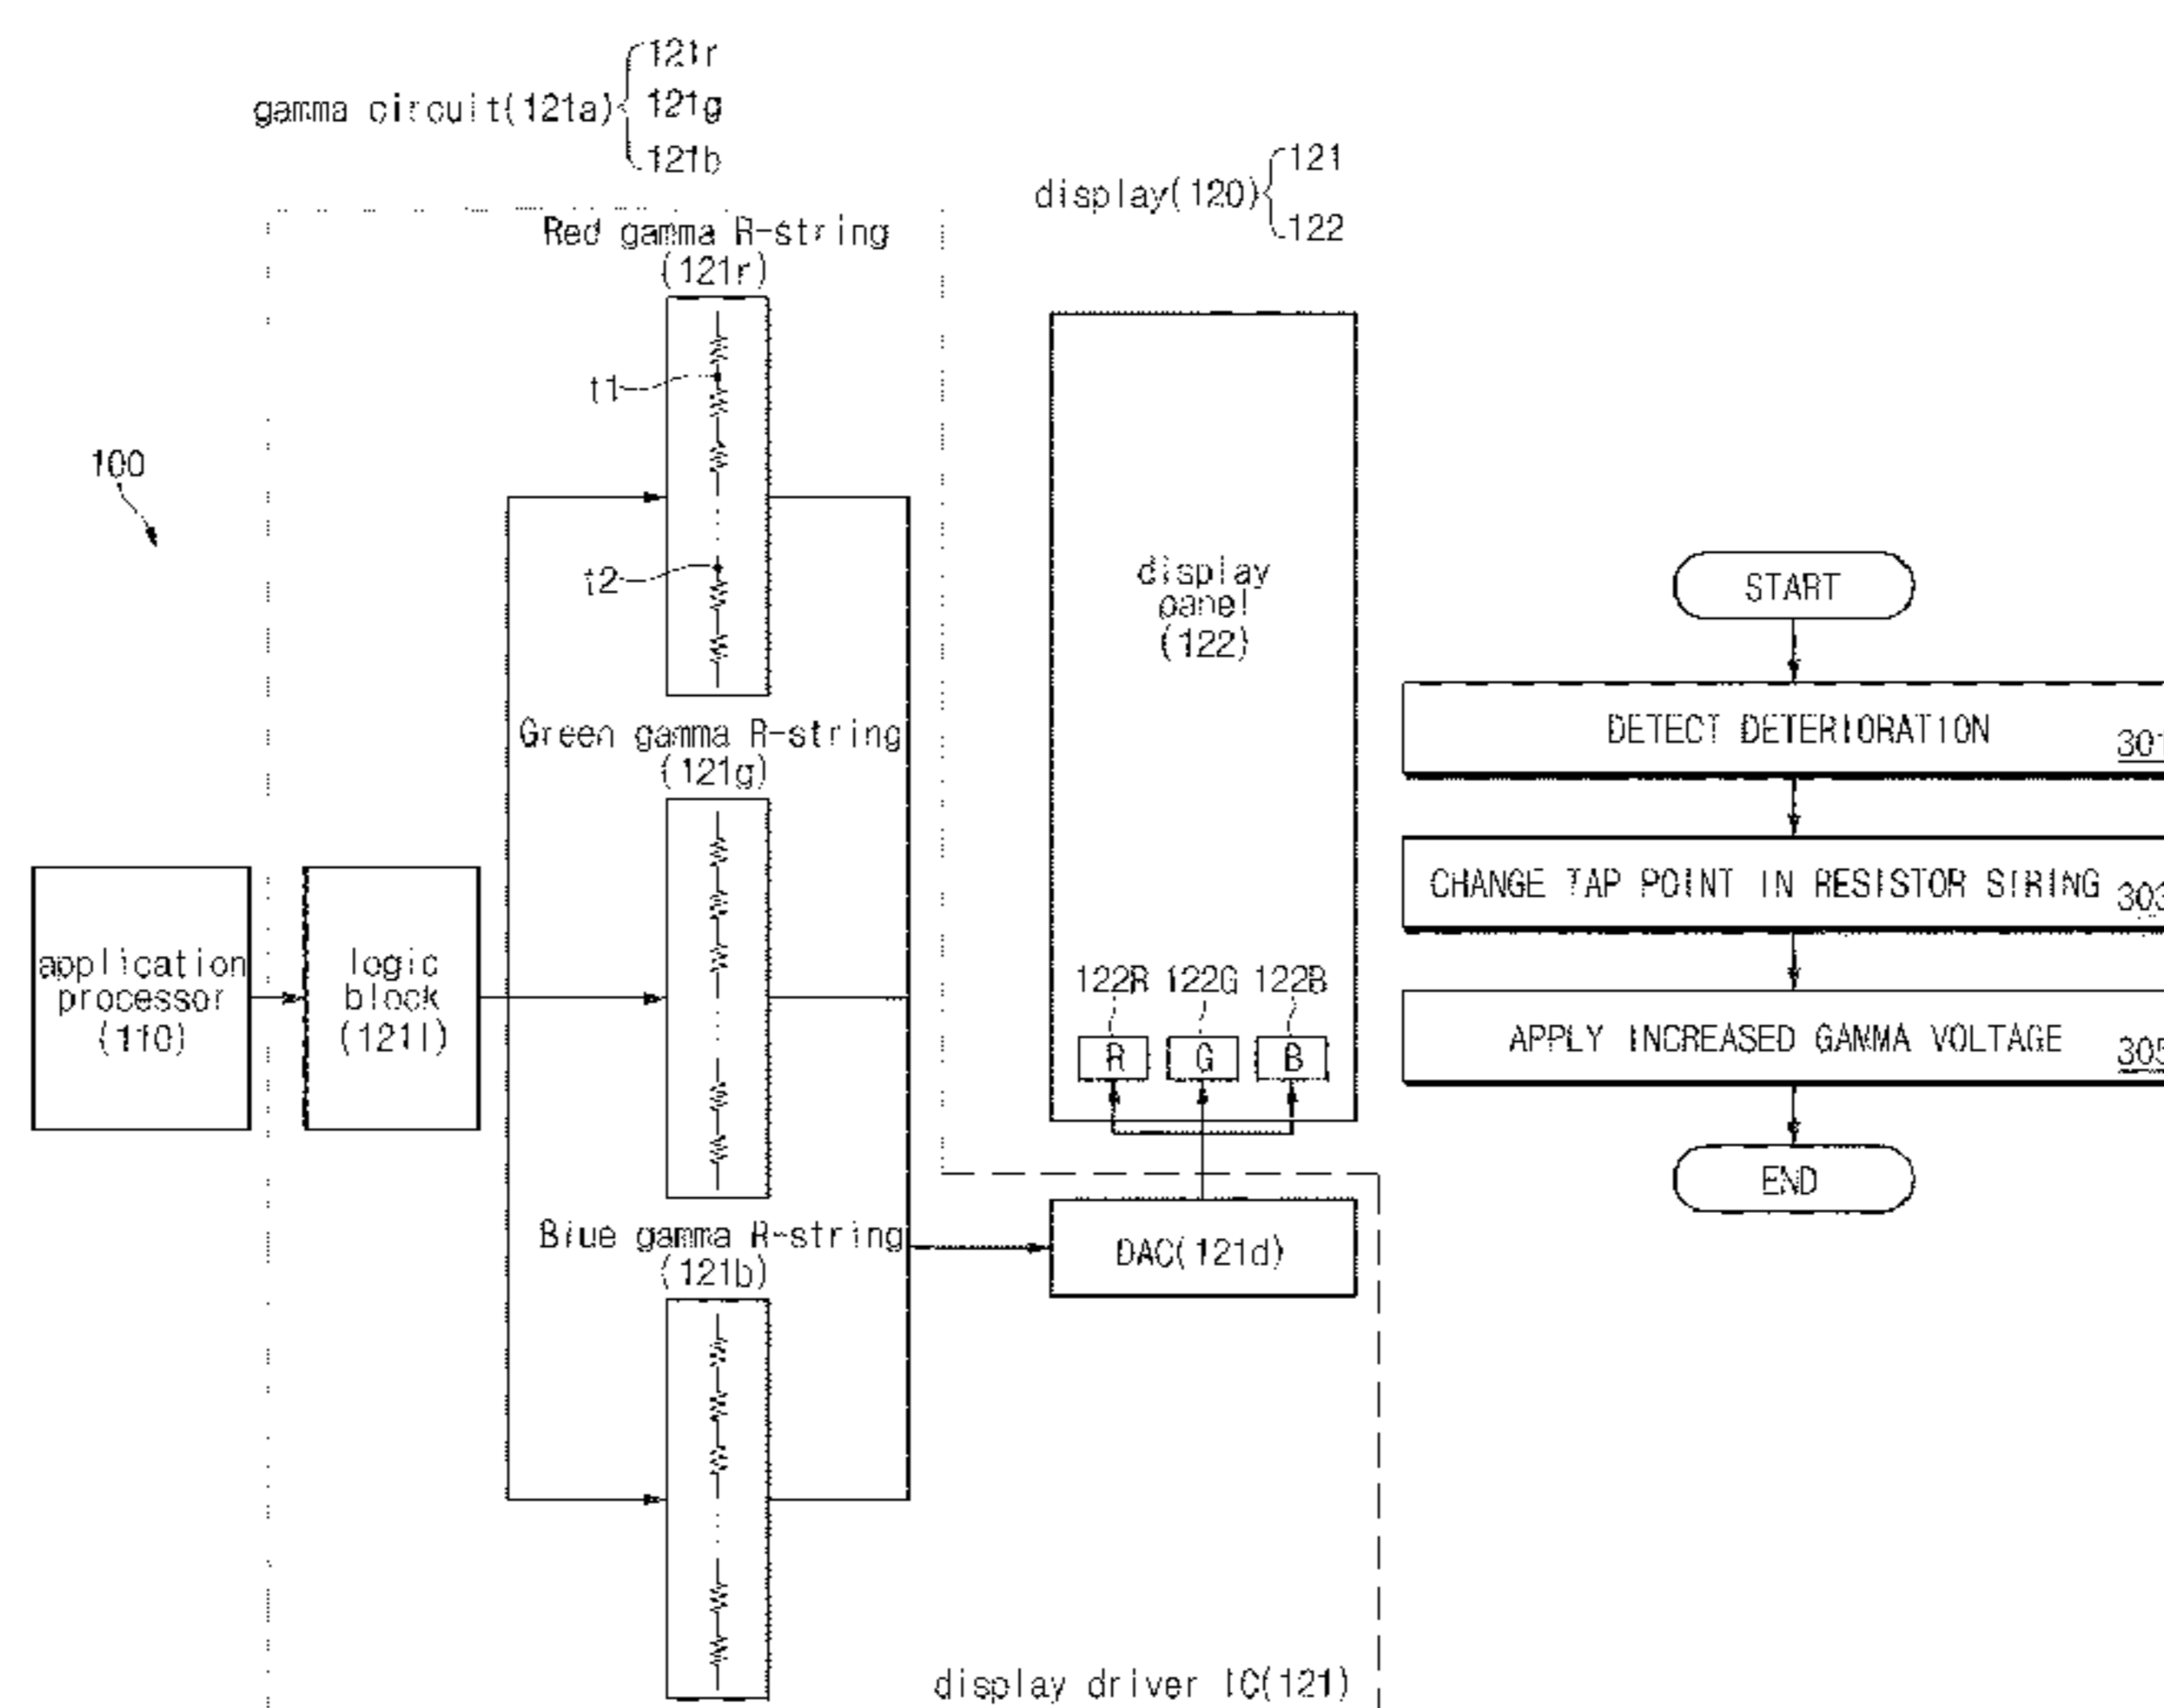 gamma circuit(121a)
121r
121g
121b
display(120)
121
122
Red gamma R-string
(121r)
t1
t2
100
display
panel
(122)
Green gamma R-string
(121g)
application
processor
(110)
logic
block
(121l)
122R 122G 122B
R G B
Blue gamma R-string
(121b)
DAC(121d)
display driver IC(121)
START
DETECT DETERIORATION 301
CHANGE TAP POINT IN RESISTOR STRING 303
APPLY INCREASED GAMMA VOLTAGE 305
END